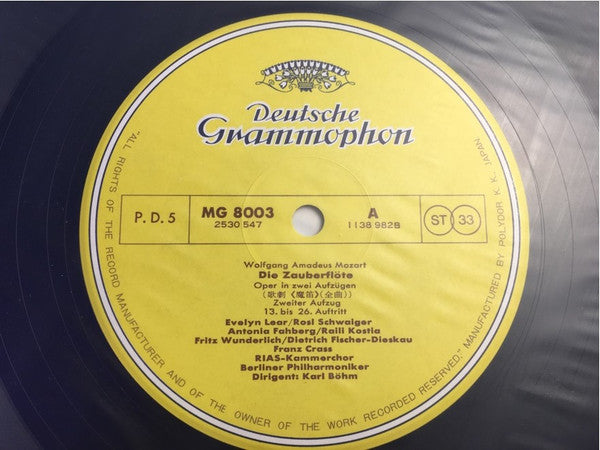 Deutsche
Grammophon
P.D.5
MG 8003
2530 547
A
1138 982B
ST 33
Wolfgang Amadeus Mozart
Die Zauberflöte
Oper in zwei Aufzügen
(歌劇《魔笛》(全曲))
Zweiter Aufzug
13. bis 26. Auftritt
Evelyn Lear/Rosl Schwaiger
Antonia Fahberg/Raili Kostia
Fritz Wunderlich/Dietrich Fischer-Dieskau
Franz Crass
RIAS-Kammerchor
Berliner Philharmoniker
Dirigent: Karl Böhm
"ALL RIGHTS OF THE RECORD MANUFACTURER AND OF THE OWNER OF THE WORK RECORDED RESERVED." MANUFACTURED BY POLYDOR K. K. JAPAN